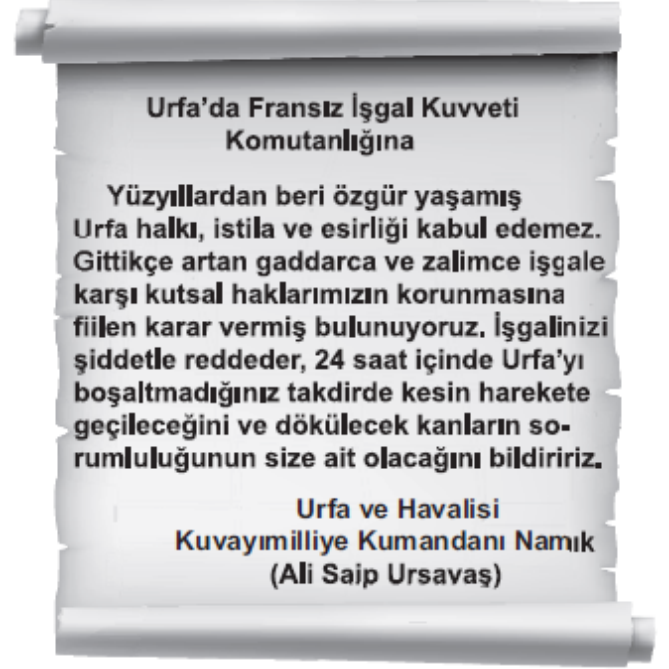 Urfa'da Fransız İşgal Kuvveti
Komutanlığına
Yüzyıllardan beri özgür yaşamış
Urfa halkı, istila ve esirliği kabul edemez.
Gittikçe artan gaddarca ve zalimce işgale
karşı kutsal haklarımızın korunmasına
fiilen karar vermiş bulunuyoruz. İşgalinizi
şiddetle reddeder, 24 saat içinde Urfa'yı
boşaltmadığınız takdirde kesin harekete
geçileceğini ve dökülecek kanların so-
rumluluğunun size ait olacağını bildiririz.
Urfa ve Havalisi
Kuvayımilliye Kumandanı Namık
(Ali Saip Ursavaş)